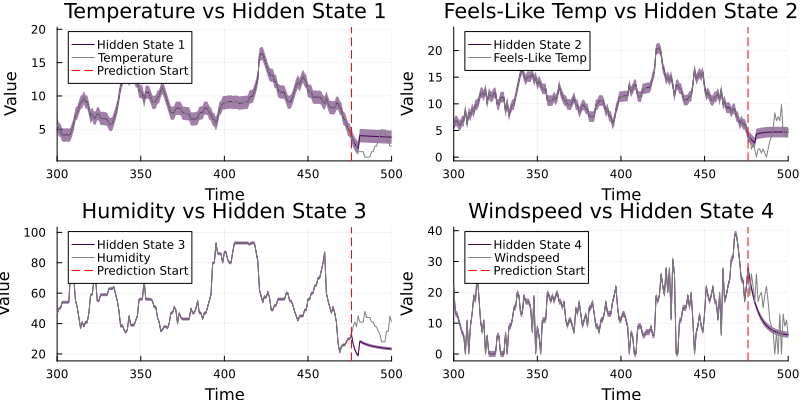 Temperature vs Hidden State 1
20
15
10
5
Value
Hidden State 1
Temperature
Prediction Start
300
350
400
450
500
Time
Feels-Like Temp vs Hidden State 2
20
15
10
5
0
Value
Hidden State 2
Feels-Like Temp
300
350
400
450
500
Time
Humidity vs Hidden State 3
100
80
60
40
20
Value
Hidden State 3
Humidity
Prediction Start
300
350
400
450
500
Time
Windspeed vs Hidden State 4
40
30
20
10
0
Value
Hidden State 4
Windspeed
Prediction Start
300
350
400
450
500
Time